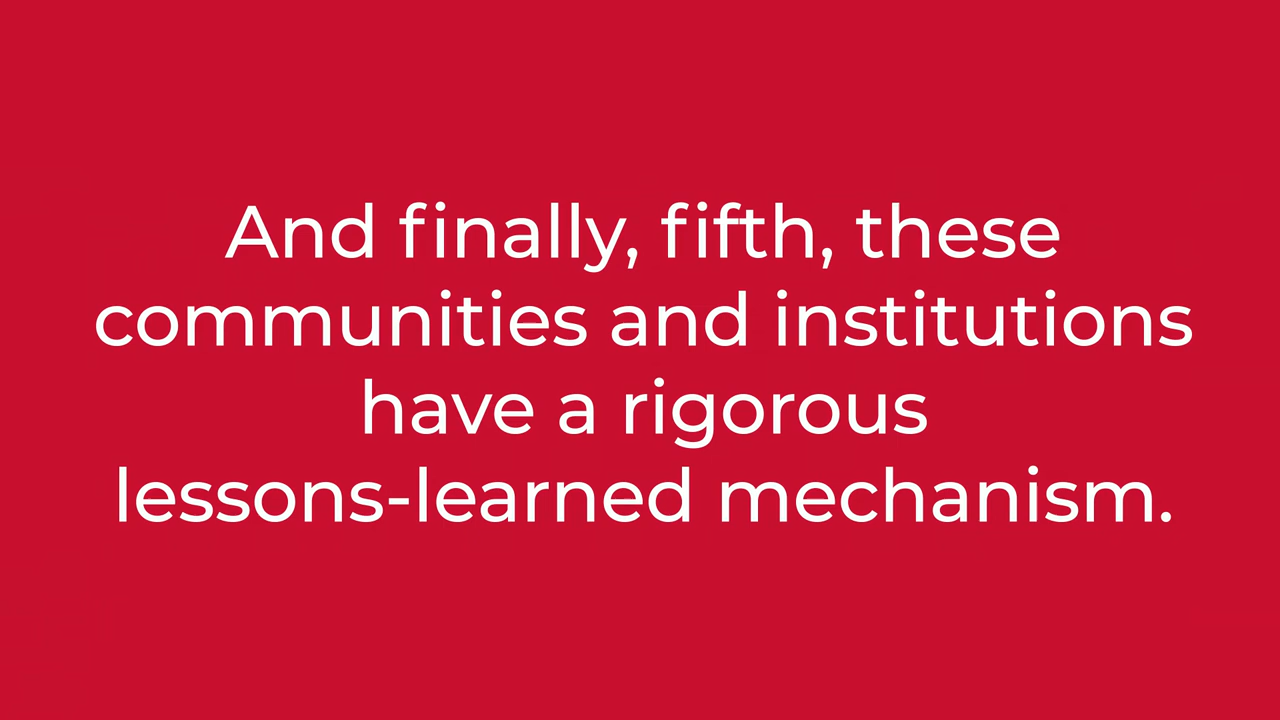 And finally, fifth, these
communities and institutions
have a rigorous
lessons-learned mechanism.